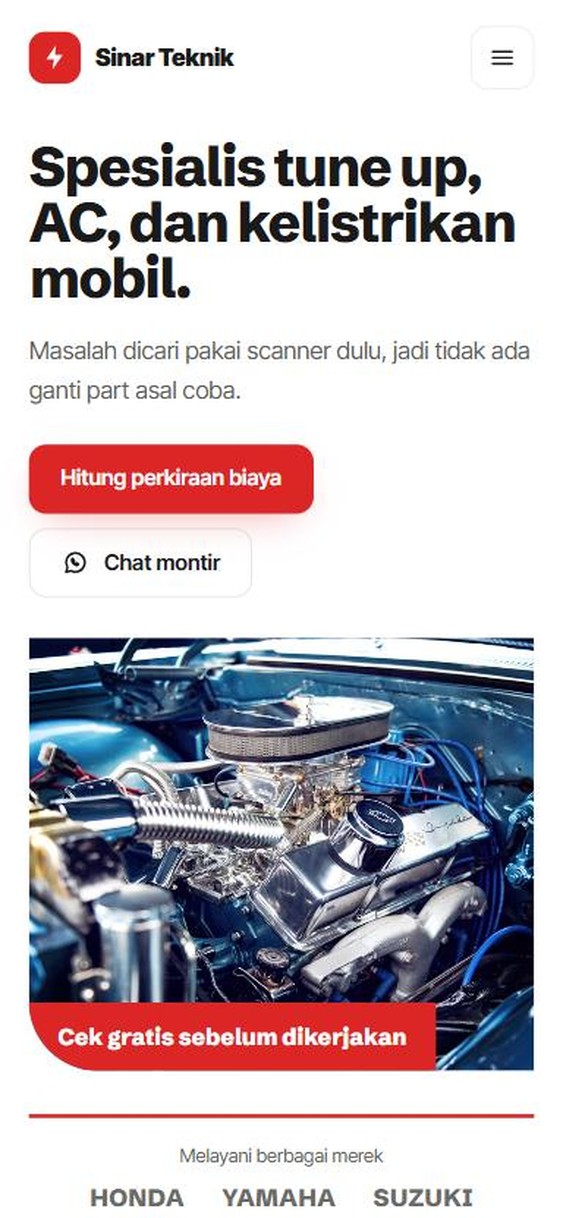 Sinar Teknik
Spesialis tune up,
AC, dan kelistrikan
mobil.
Masalah dicari pakai scanner dulu, jadi tidak ada
ganti part asal coba.
Hitung perkiraan biaya
Chat montir
Cek gratis sebelum dikerjakan
Melayani berbagai merek
HONDA YAMAHA SUZUKI